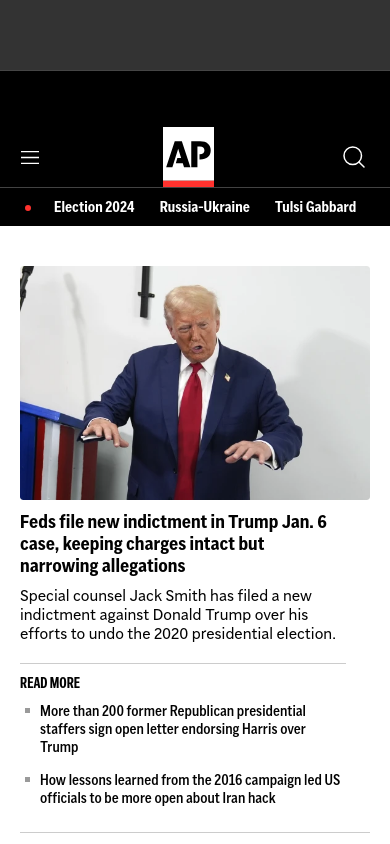 AP
Election 2024 Russia-Ukraine Tulsi Gabbard
Feds file new indictment in Trump Jan. 6
case, keeping charges intact but
narrowing allegations
Special counsel Jack Smith has filed a new
indictment against Donald Trump over his
efforts to undo the 2020 presidential election.
READ MORE
More than 200 former Republican presidential
staffers sign open letter endorsing Harris over
Trump
How lessons learned from the 2016 campaign led US
officials to be more open about Iran hack